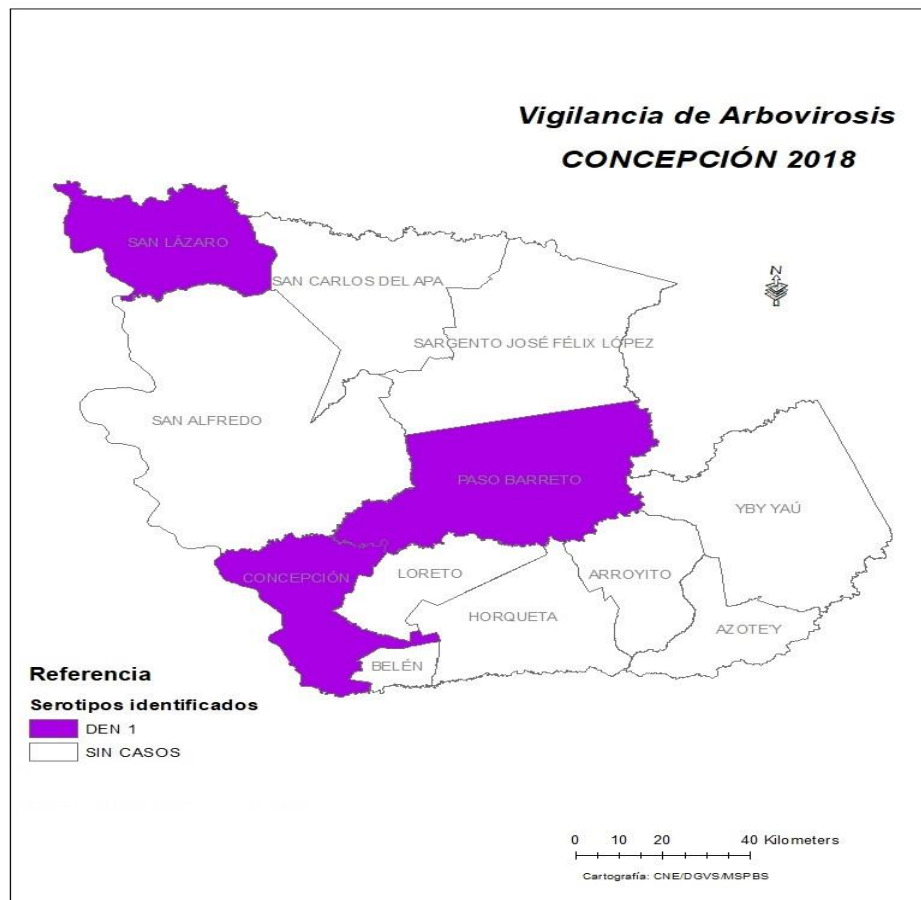 Vigilancia de Arbovirosis
CONCEPCIÓN 2018
N
SAN LÁZARO
SAN CARLOS DEL APA
SARGENTO JOSÉ FÉLIX LÓPEZ
SAN ALFREDO
PASO BARRETO
YBY YAÚ
CONCEPCIÓN
LORETO
ARROYITO
HORQUETA
AZOTE'Y
BELÉN
Referencia
Serotipos identificados
DEN 1
SIN CASOS
0 10 20 40 Kilometers
Cartografía: CNE/DGVS/MSPBS